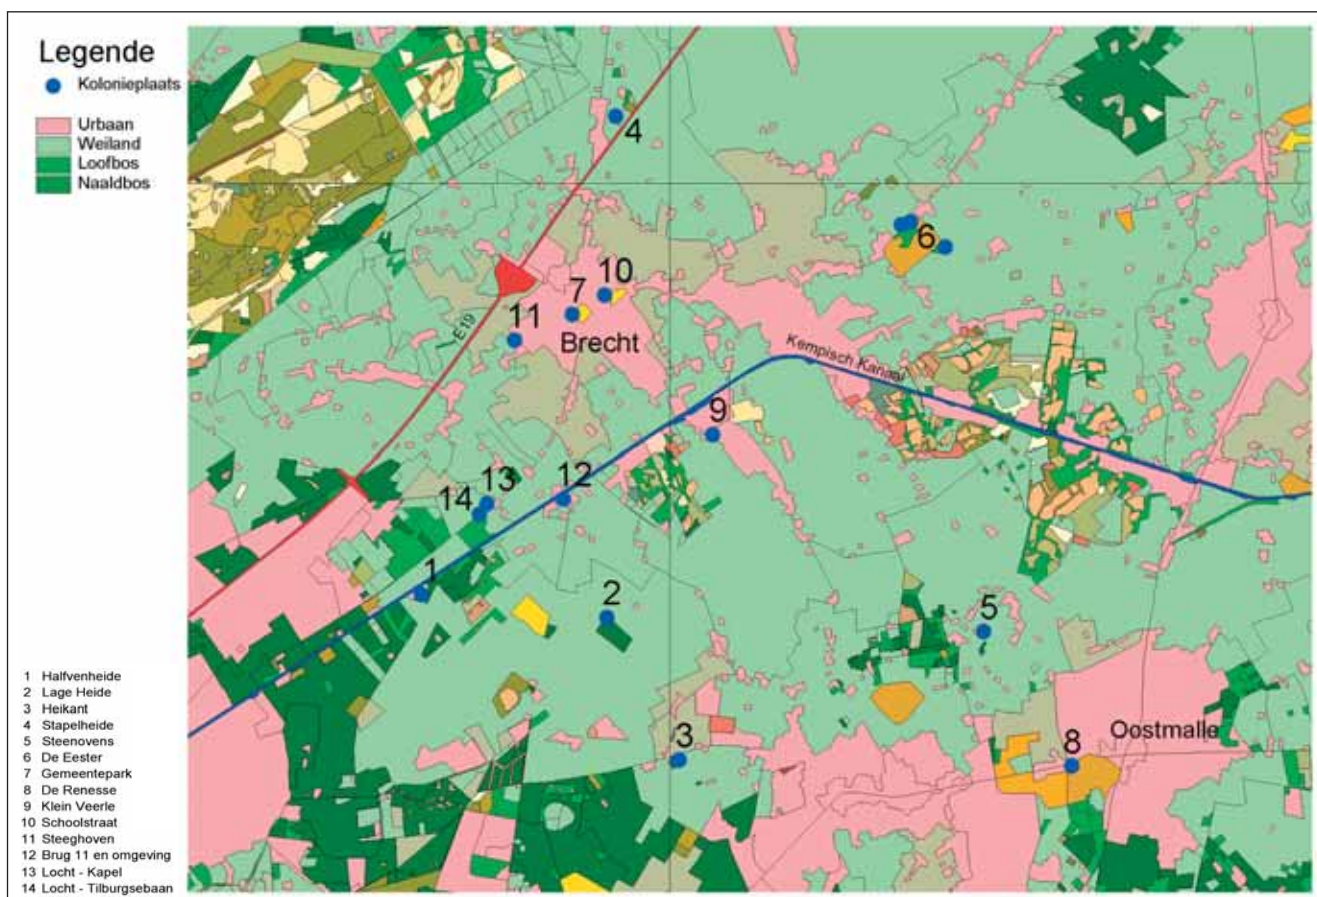 Legende
Kolonieplaats
Urbaan
Weiland
Loofbos
Naaldbos
4
6
10
7
11
Brecht
E19
Kempisch Kanaal
9
13
14
12
1
2
5
3
8
Oostmalle
1 Halfvenheide
2 Lage Heide
3 Heikant
4 Stapelheide
5 Steenovens
6 De Eester
7 Gemeentepark
8 De Renesse
9 Klein Veerle
10 Schoolstraat
11 Steeghoven
12 Brug 11 en omgeving
13 Locht - Kapel
14 Locht - Tilburgsebaan